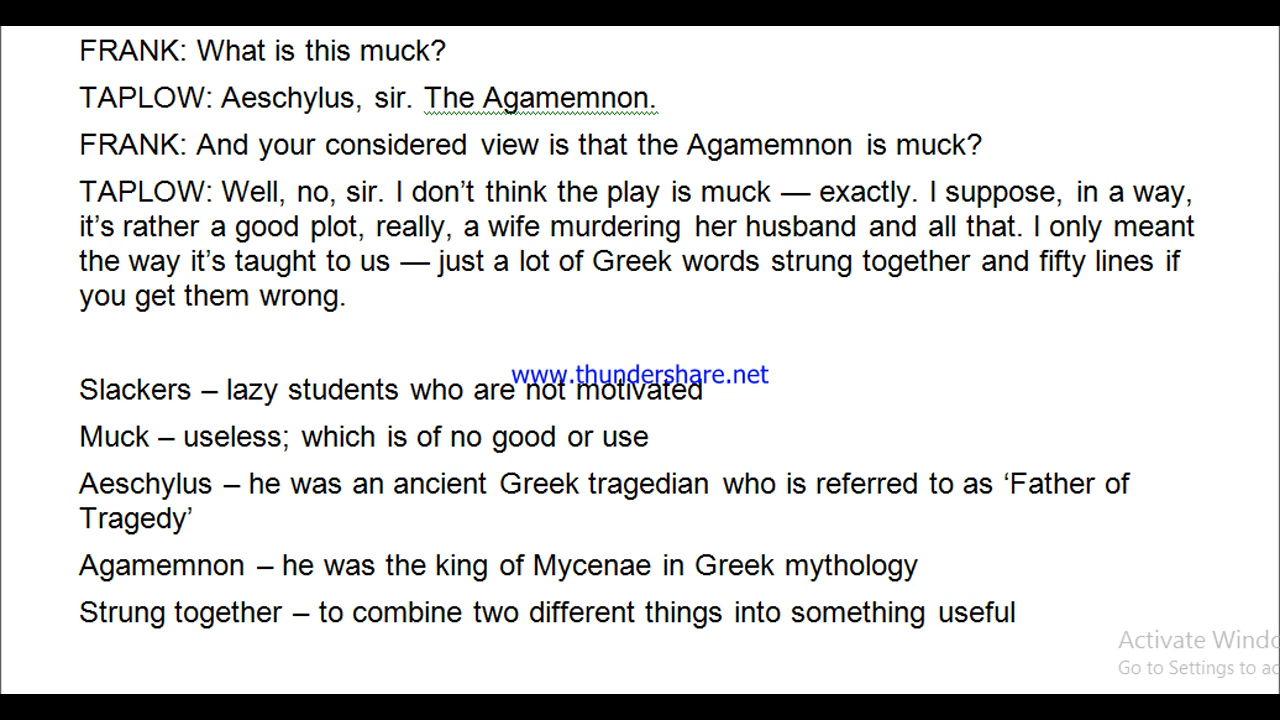 FRANK: What is this muck?
TAPLOW: Aeschylus, sir. The Agamemnon.
FRANK: And your considered view is that the Agamemnon is muck?
TAPLOW: Well, no, sir. I don’t think the play is muck — exactly. I suppose, in a way,
it’s rather a good plot, really, a wife murdering her husband and all that. I only meant
the way it’s taught to us — just a lot of Greek words strung together and fifty lines if
you get them wrong.
www.thundershare.net
Slackers – lazy students who are not motivated
Muck – useless; which is of no good or use
Aeschylus – he was an ancient Greek tragedian who is referred to as ‘Father of
Tragedy’
Agamemnon – he was the king of Mycenae in Greek mythology
Strung together – to combine two different things into something useful
Activate Windo
Go to Settings to ac